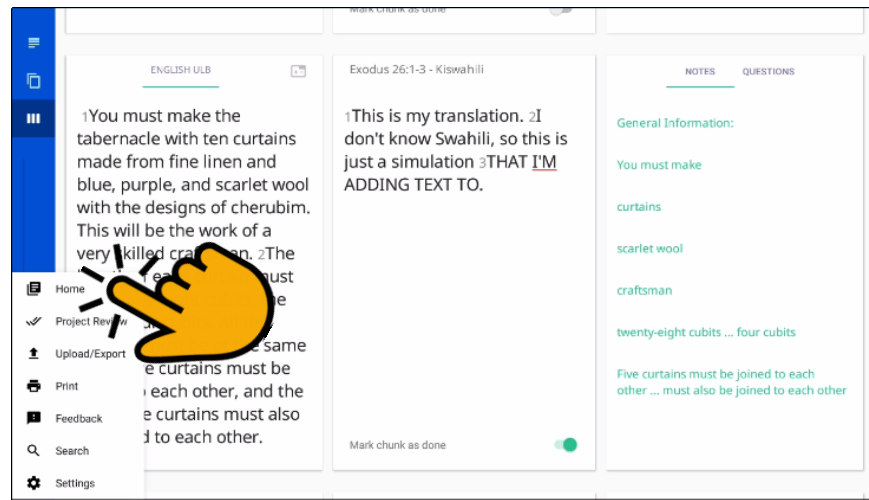 Mark chunk as done
ENGLISH ULB
1You must make the
tabernacle with ten curtains
made from fine linen and
blue, purple, and scarlet wool
with the designs of cherubim.
This will be the work of a
very skilled 2The
must
same
curtains must be
each other, and the
curtains must also
to each other.
Exodus 26:1-3 - Kiswahili
1This is my translation. 2I
don't know Swahili, so this is
just a simulation 3THAT I'M
ADDING TEXT TO.
Mark chunk as done
NOTES QUESTIONS
General Information:
You must make
curtains
scarlet wool
craftsman
twenty-eight cubits ... four cubits
Five curtains must be joined to each
other ... must also be joined to each other
Home
Project Review
Upload/Export
Print
Feedback
Search
Settings